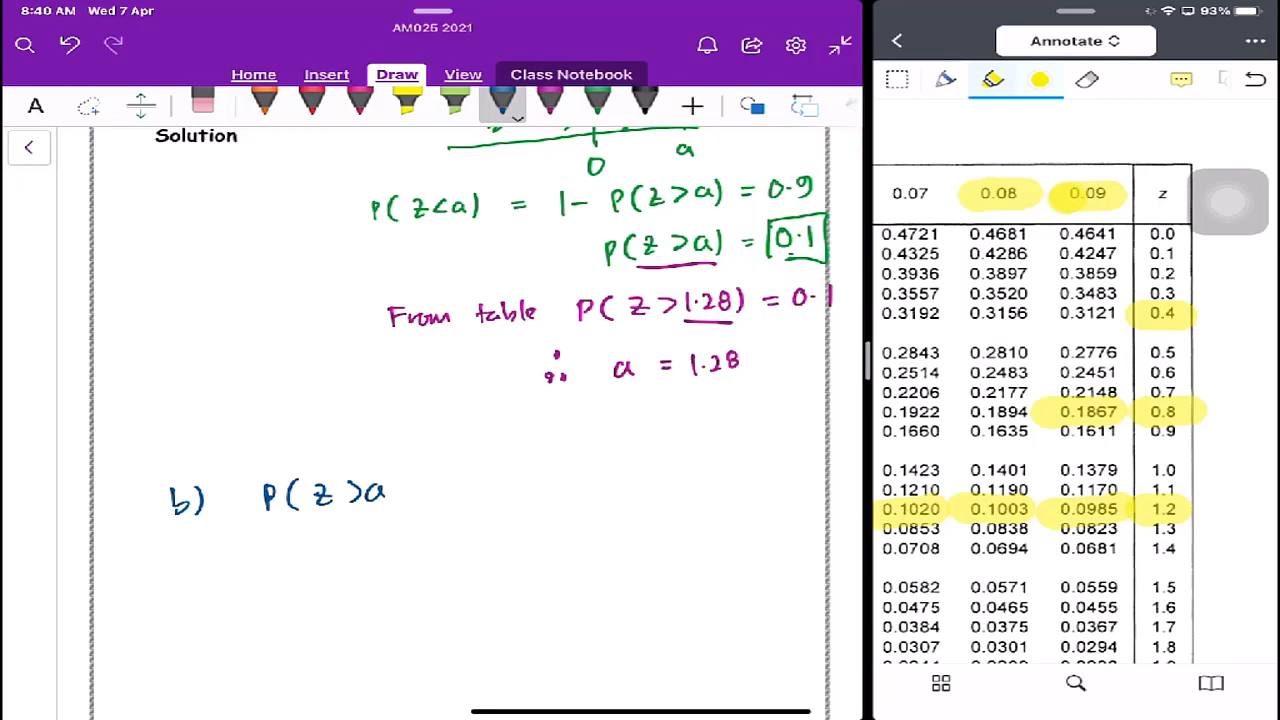 8:40 AM Wed 7 Apr
93%
AM025 2021
Annotate
Home Insert Draw View Class Notebook
A
Solution
0 a
P(Z<a) = 1- P(Z>a) = 0.9
P(Z>a) = 0.1
From table P(Z>1.28) = 0.1
∴ a = 1.28
b) P(Z>a
0.07 0.08 0.09 z
0.4721 0.4681 0.4641 0.0
0.4325 0.4286 0.4247 0.1
0.3936 0.3897 0.3859 0.2
0.3557 0.3520 0.3483 0.3
0.3192 0.3156 0.3121 0.4
0.2843 0.2810 0.2776 0.5
0.2514 0.2483 0.2451 0.6
0.2206 0.2177 0.2148 0.7
0.1922 0.1894 0.1867 0.8
0.1660 0.1635 0.1611 0.9
0.1423 0.1401 0.1379 1.0
0.1210 0.1190 0.1170 1.1
0.1020 0.1003 0.0985 1.2
0.0853 0.0838 0.0823 1.3
0.0708 0.0694 0.0681 1.4
0.0582 0.0571 0.0559 1.5
0.0475 0.0465 0.0455 1.6
0.0384 0.0375 0.0367 1.7
0.0307 0.0301 0.0294 1.8